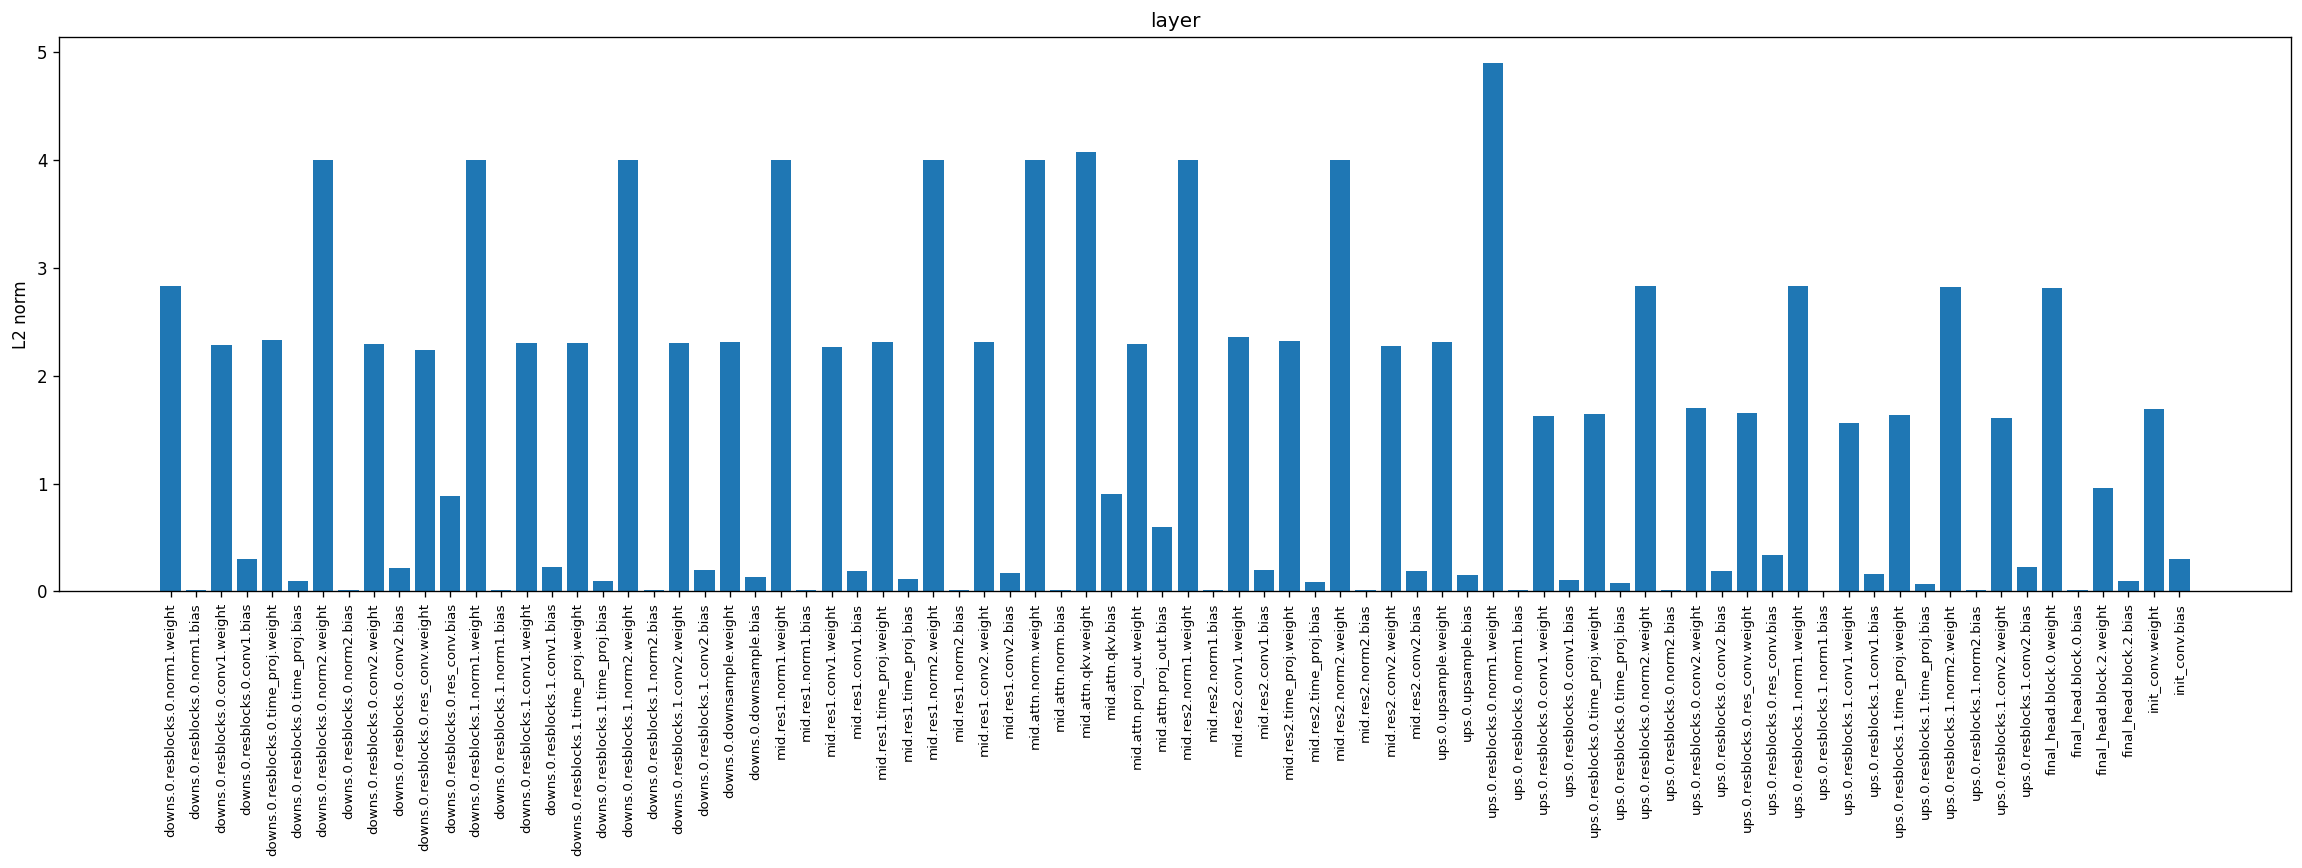 layer
L2 norm
5
4
3
2
1
0
downs.0.resblocks.0.norm1.weight
downs.0.resblocks.0.norm1.bias
downs.0.resblocks.0.conv1.weight
downs.0.resblocks.0.conv1.bias
downs.0.resblocks.0.time_proj.weight
downs.0.resblocks.0.time_proj.bias
downs.0.resblocks.0.norm2.weight
downs.0.resblocks.0.norm2.bias
downs.0.resblocks.0.conv2.weight
downs.0.resblocks.0.conv2.bias
downs.0.resblocks.0.res_conv.weight
downs.0.resblocks.0.res_conv.bias
downs.0.resblocks.1.norm1.weight
downs.0.resblocks.1.norm1.bias
downs.0.resblocks.1.conv1.weight
downs.0.resblocks.1.conv1.bias
downs.0.resblocks.1.time_proj.weight
downs.0.resblocks.1.time_proj.bias
downs.0.resblocks.1.norm2.weight
downs.0.resblocks.1.norm2.bias
downs.0.resblocks.1.conv2.weight
downs.0.resblocks.1.conv2.bias
downs.0.downsample.weight
downs.0.downsample.bias
mid.res1.norm1.weight
mid.res1.norm1.bias
mid.res1.conv1.weight
mid.res1.conv1.bias
mid.res1.time_proj.weight
mid.res1.time_proj.bias
mid.res1.norm2.weight
mid.res1.norm2.bias
mid.res1.conv2.weight
mid.res1.conv2.bias
mid.attn.norm.weight
mid.attn.norm.bias
mid.attn.qkv.weight
mid.attn.qkv.bias
mid.attn.proj_out.weight
mid.attn.proj_out.bias
mid.res2.norm1.weight
mid.res2.norm1.bias
mid.res2.conv1.weight
mid.res2.conv1.bias
mid.res2.time_proj.weight
mid.res2.time_proj.bias
mid.res2.norm2.weight
mid.res2.norm2.bias
mid.res2.conv2.weight
mid.res2.conv2.bias
ups.0.upsample.weight
ups.0.upsample.bias
ups.0.resblocks.0.norm1.weight
ups.0.resblocks.0.norm1.bias
ups.0.resblocks.0.conv1.weight
ups.0.resblocks.0.conv1.bias
ups.0.resblocks.0.time_proj.weight
ups.0.resblocks.0.time_proj.bias
ups.0.resblocks.0.norm2.weight
ups.0.resblocks.0.norm2.bias
ups.0.resblocks.0.conv2.weight
ups.0.resblocks.0.conv2.bias
ups.0.resblocks.0.res_conv.weight
ups.0.resblocks.0.res_conv.bias
ups.0.resblocks.1.norm1.weight
ups.0.resblocks.1.norm1.bias
ups.0.resblocks.1.conv1.weight
ups.0.resblocks.1.conv1.bias
ups.0.resblocks.1.time_proj.weight
ups.0.resblocks.1.time_proj.bias
ups.0.resblocks.1.norm2.weight
ups.0.resblocks.1.norm2.bias
ups.0.resblocks.1.conv2.weight
ups.0.resblocks.1.conv2.bias
final_head.block.0.weight
final_head.block.0.bias
final_head.block.2.weight
final_head.block.2.bias
init_conv.weight
init_conv.bias